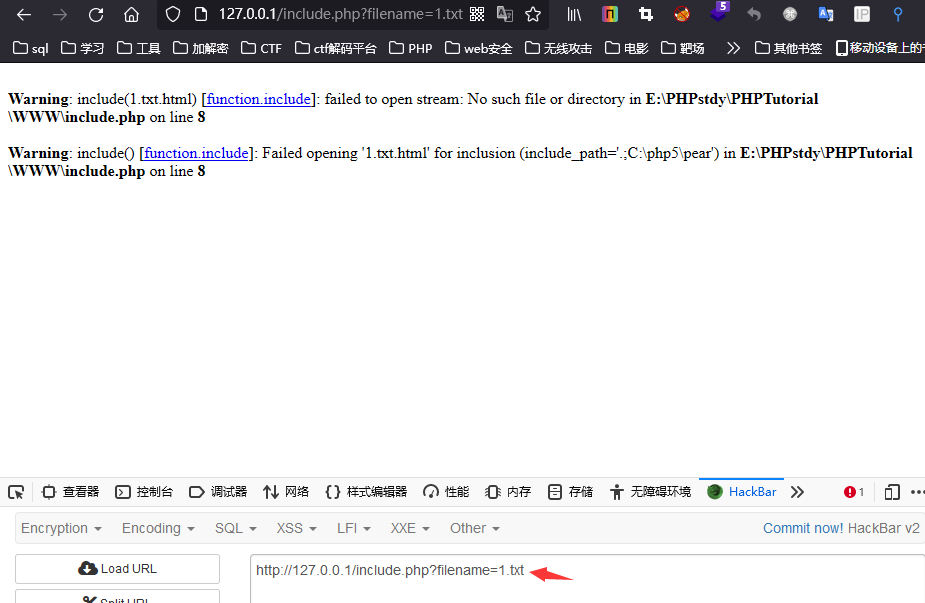 127.0.0.1/include.php?filename=1.txt
5
IP
sql 学习 工具 加解密 CTF ctf解码平台 PHP web安全 无线攻击 电影 靶场 其他书签 移动设备上的
Warning: include(1.txt.html) [function.include]: failed to open stream: No such file or directory in E:\PHPstdy\PHPTutorial
\WWW\include.php on line 8
Warning: include() [function.include]: Failed opening '1.txt.html' for inclusion (include_path='.;C:\php5\pear') in E:\PHPstdy\PHPTutorial
\WWW\include.php on line 8
查看器 控制台 调试器 网络 样式编辑器 性能 内存 存储 无障碍环境 HackBar 1
Encryption Encoding SQL XSS LFI XXE Other Commit now! HackBar v2
Load URL http://127.0.0.1/include.php?filename=1.txt
Split URL